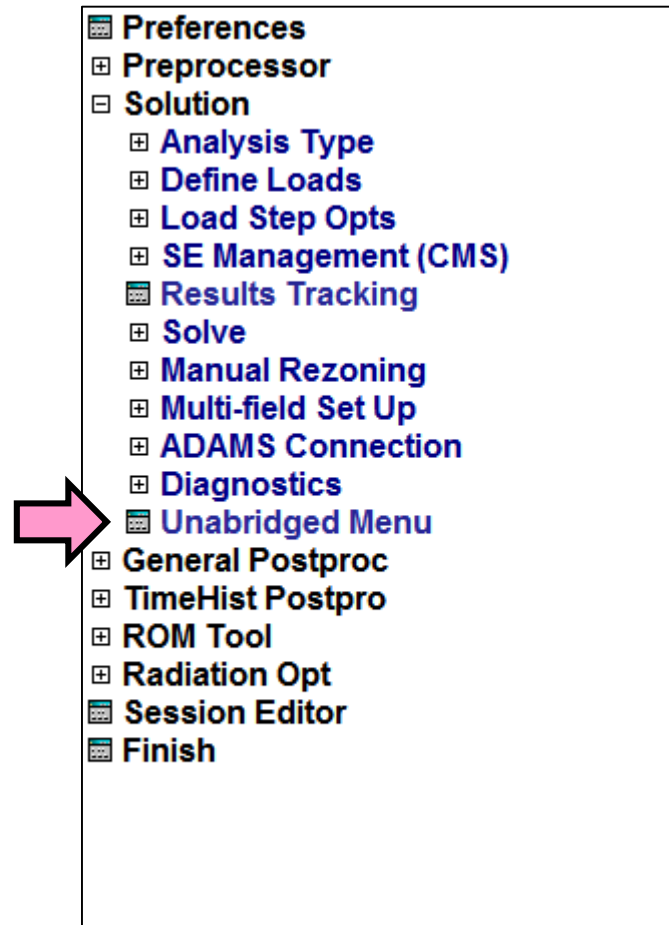 Preferences
Preprocessor
Solution
Analysis Type
Define Loads
Load Step Opts
SE Management (CMS)
Results Tracking
Solve
Manual Rezoning
Multi-field Set Up
ADAMS Connection
Diagnostics
Unabridged Menu
General Postproc
TimeHist Postpro
ROM Tool
Radiation Opt
Session Editor
Finish